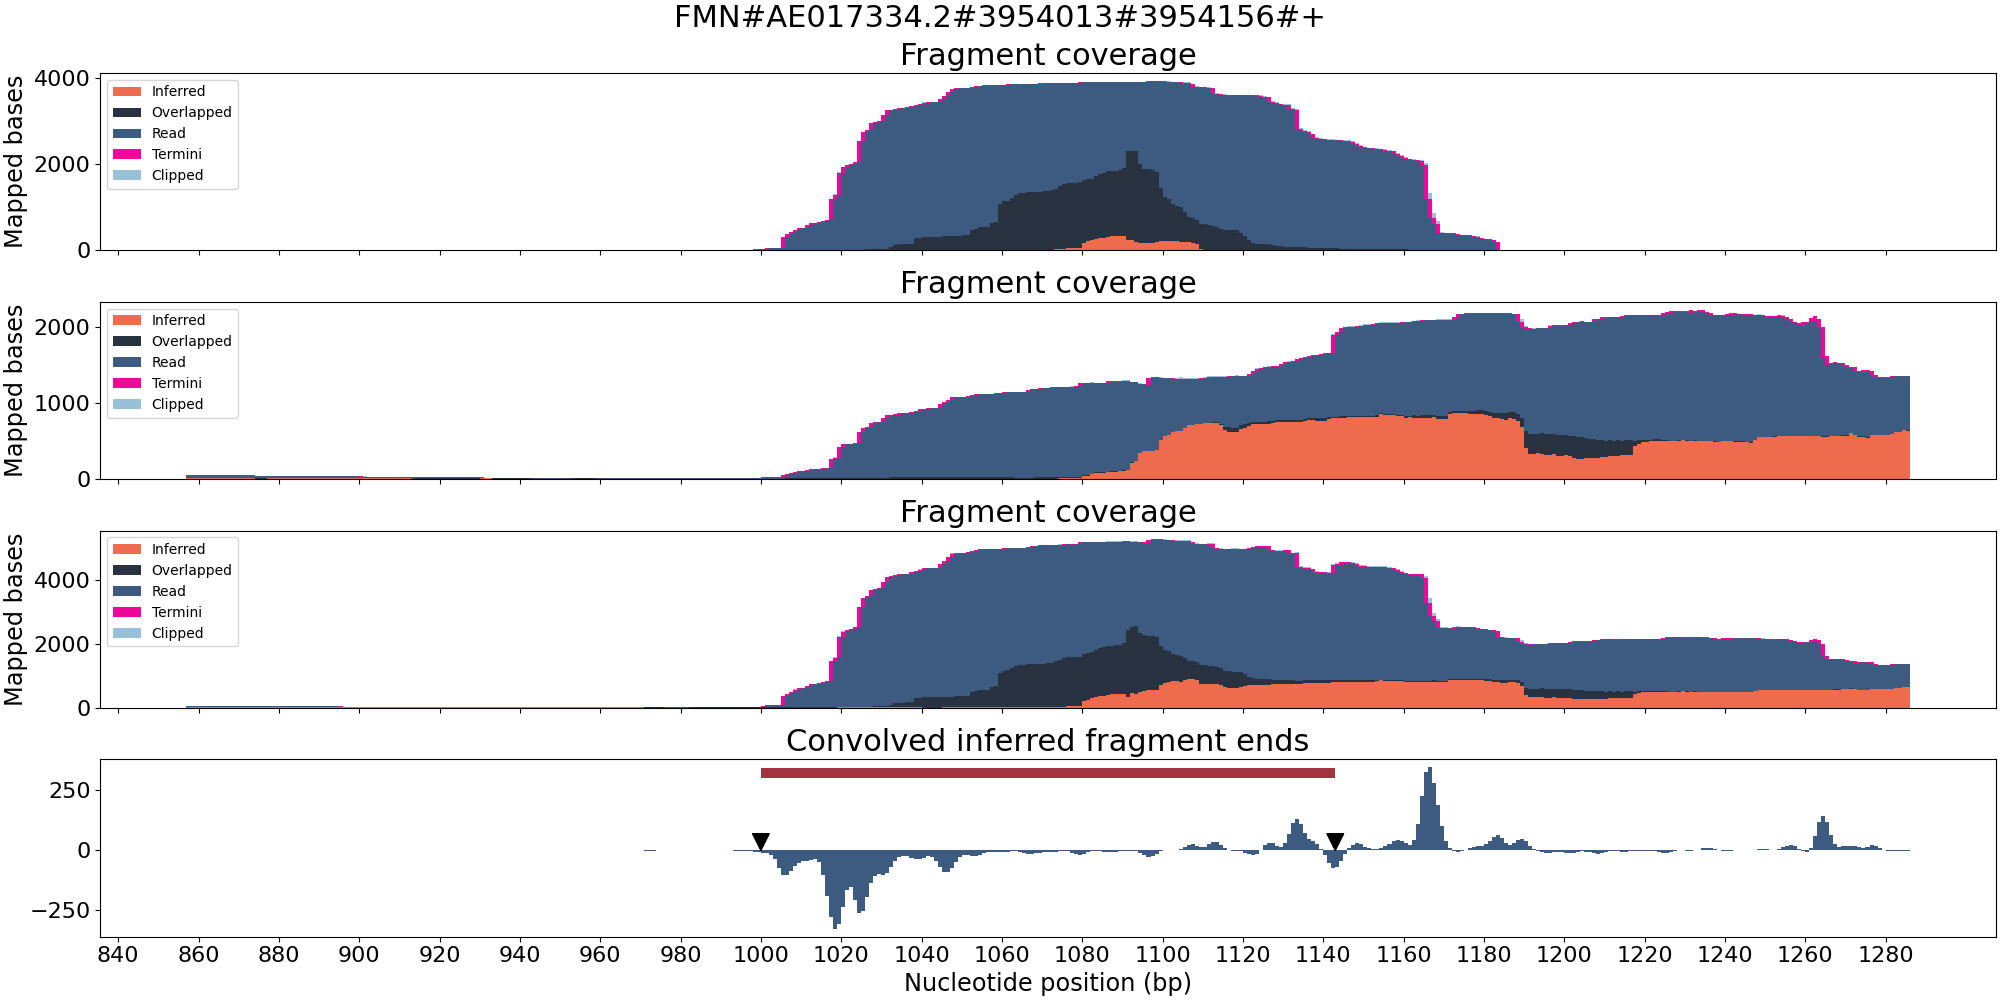 FMN#AE017334.2#3954013#3954156#+
Fragment coverage
Mapped bases
4000
2000
0
Inferred
Overlapped
Read
Termini
Clipped
Fragment coverage
Mapped bases
2000
1000
0
Inferred
Overlapped
Read
Termini
Clipped
Fragment coverage
Mapped bases
4000
2000
0
Inferred
Overlapped
Read
Termini
Clipped
Convolved inferred fragment ends
250
0
−250
840 860 880 900 920 940 960 980 1000 1020 1040 1060 1080 1100 1120 1140 1160 1180 1200 1220 1240 1260 1280
Nucleotide position (bp)